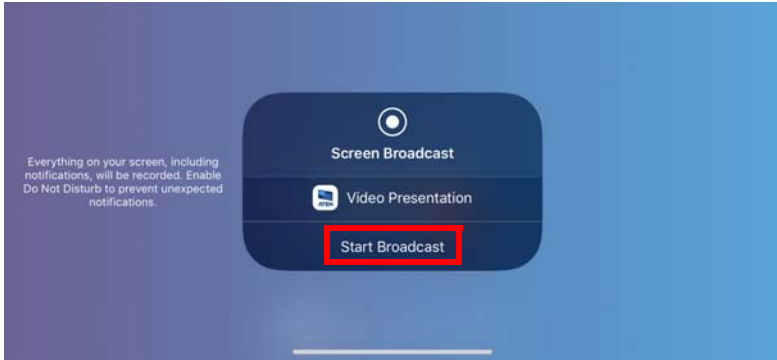 Everything on your screen, including
notifications, will be recorded. Enable
Do Not Disturb to prevent unexpected
notifications.
Screen Broadcast
ATEN
Video Presentation
Start Broadcast